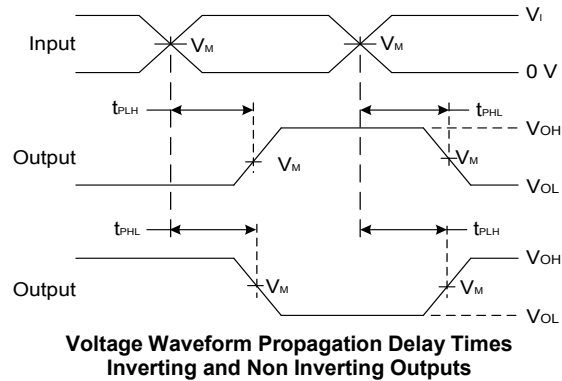 Input
VM
VM
VI
0 V
tPLH
tPHL
Output
VM
VM
VOH
VOL
tPHL
tPLH
Output
VM
VM
VOH
VOL
Voltage Waveform Propagation Delay Times
Inverting and Non Inverting Outputs